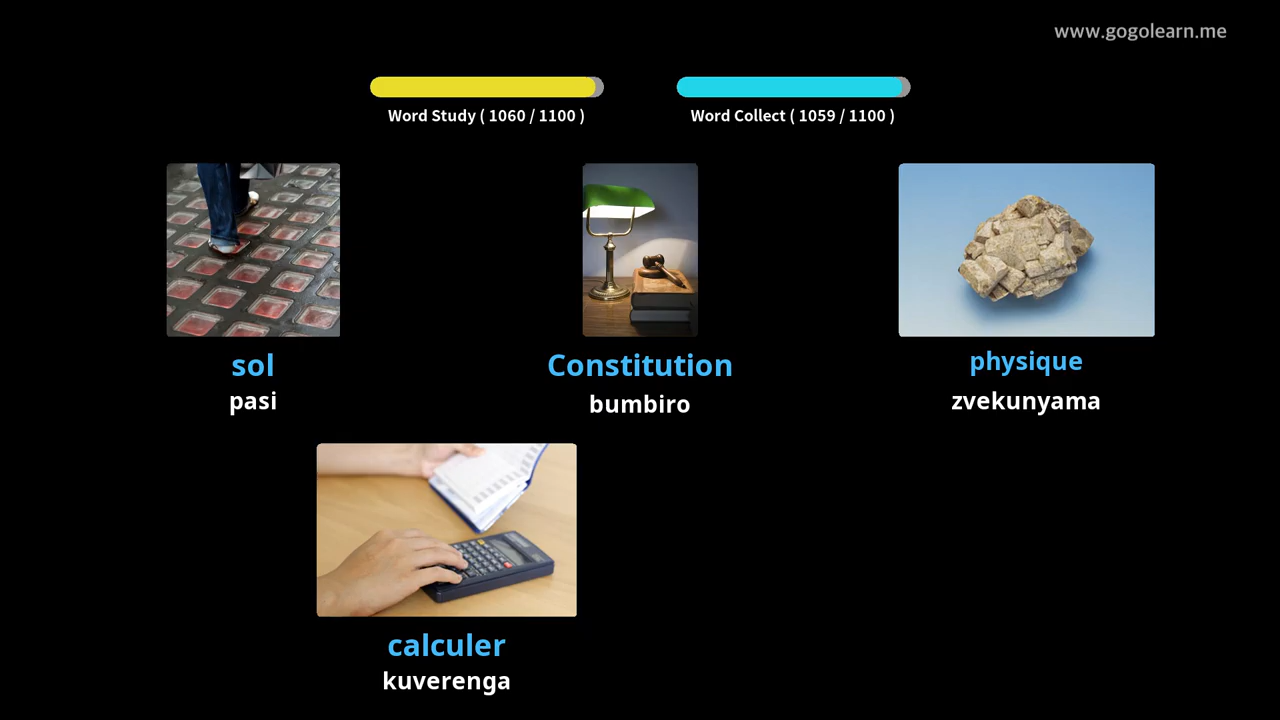 www.gogolearn.me
Word Study ( 1060 / 1100 )
Word Collect ( 1059 / 1100 )
sol
pasi
Constitution
bumbiro
physique
zvekunyama
calculer
kuverenga